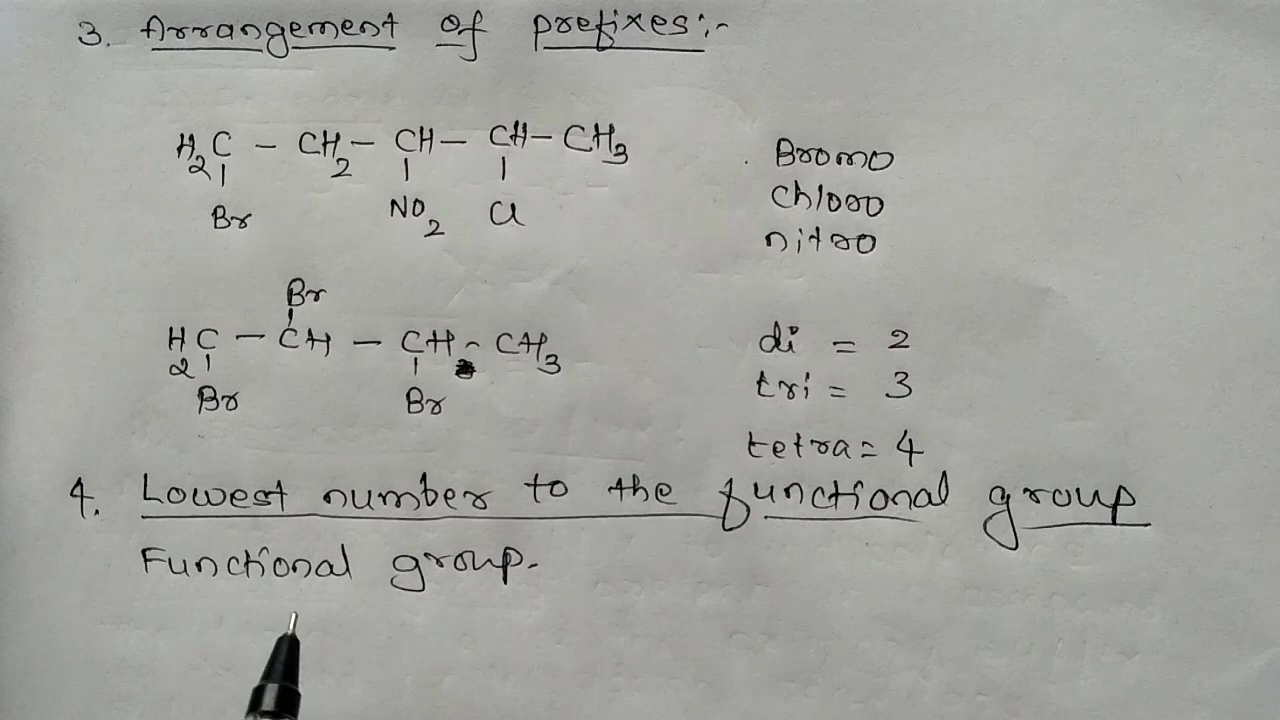 3. Arrangement of prefixes:-
H₂C - CH₂ - CH - CH - CH₃
Br NO₂ Cl
Bromo
Chloro
nitro
Br
H₂C - CH - CH - CH₃
Br Br
di = 2
tri = 3
tetra = 4
4. Lowest number to the functional group
Functional group.